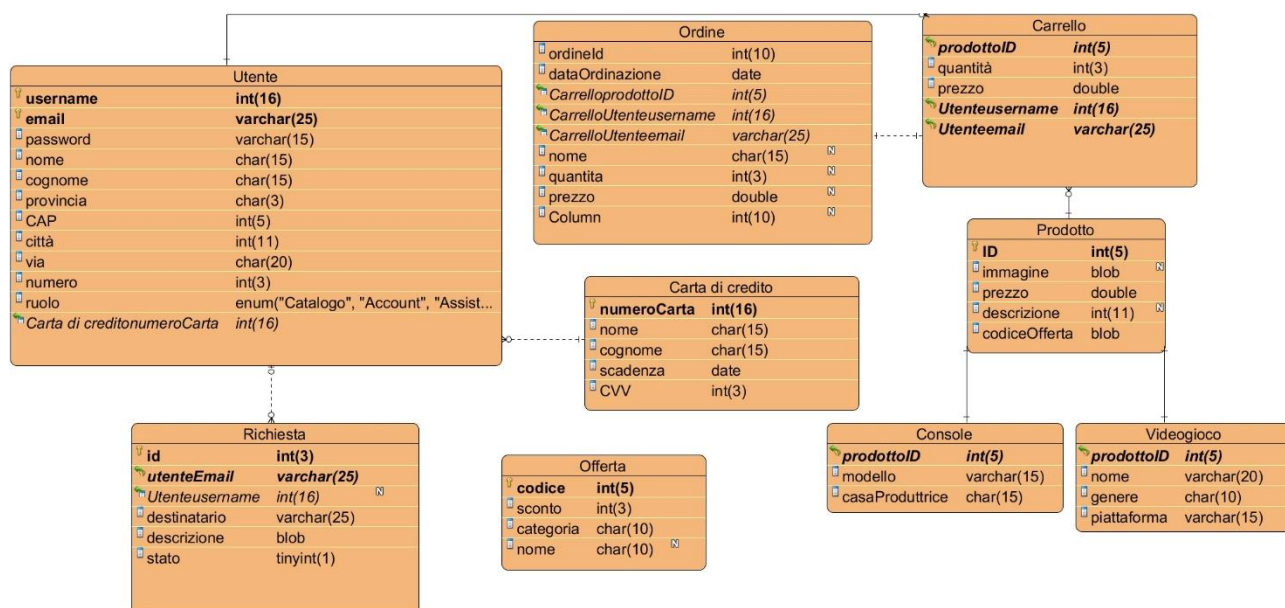 Utente
username int(16)
email varchar(25)
password varchar(15)
nome char(15)
cognome char(15)
provincia char(3)
CAP int(5)
città int(11)
via char(20)
numero int(3)
ruolo enum("Catalogo", "Account", "Assist...
Carta di creditonumeroCarta int(16)
Ordine
ordineId int(10)
dataOrdinazione date
CarrelloprodottoID int(5)
CarrelloUtenteusername int(16)
CarrelloUtenteemail varchar(25)
nome char(15) N
quantita int(3) N
prezzo double N
Column int(10) N
Carrello
prodottoID int(5)
quantità int(3)
prezzo double
Utenteusername int(16)
Utenteemail varchar(25)
Prodotto
ID int(5)
immagine blob N
prezzo double
descrizione int(11) N
codiceOfferta blob
Carta di credito
numeroCarta int(16)
nome char(15)
cognome char(15)
scadenza date
CVV int(3)
Richiesta
id int(3)
utenteEmail varchar(25)
Utenteusername int(16) N
destinatario varchar(25)
descrizione blob
stato tinyint(1)
Offerta
codice int(5)
sconto int(3)
categoria char(10)
nome char(10) N
Console
prodottoID int(5)
modello varchar(15)
casaProduttrice char(15)
Videogioco
prodottoID int(5)
nome varchar(20)
genere char(10)
piattaforma varchar(15)